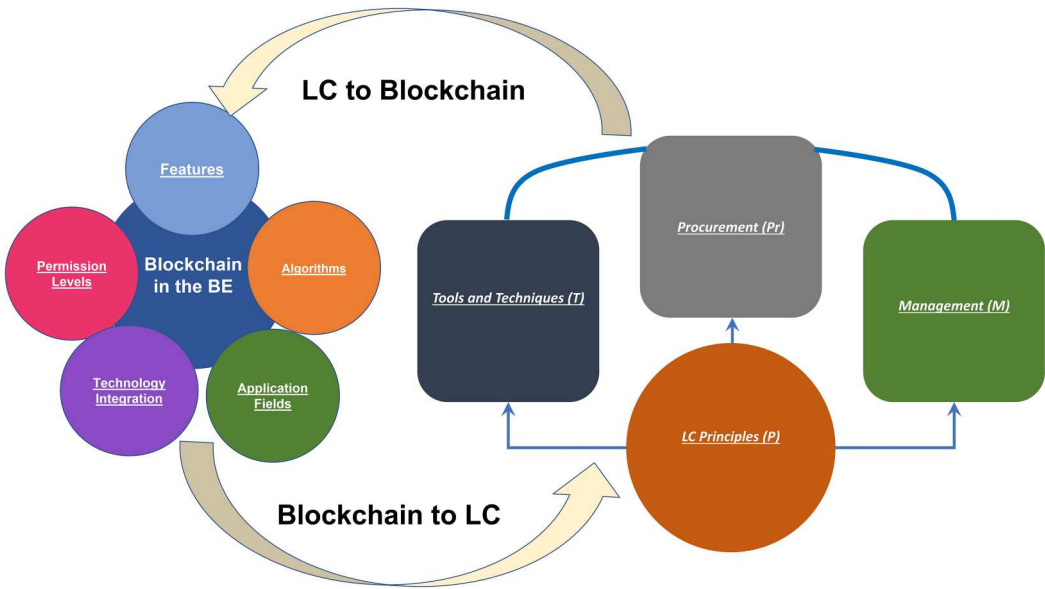 LC to Blockchain
Features
Permission
Levels
Blockchain
in the BE
Algorithms
Technology
Integration
Application
Fields
Procurement (Pr)
Tools and Techniques (T)
Management (M)
LC Principles (P)
Blockchain to LC